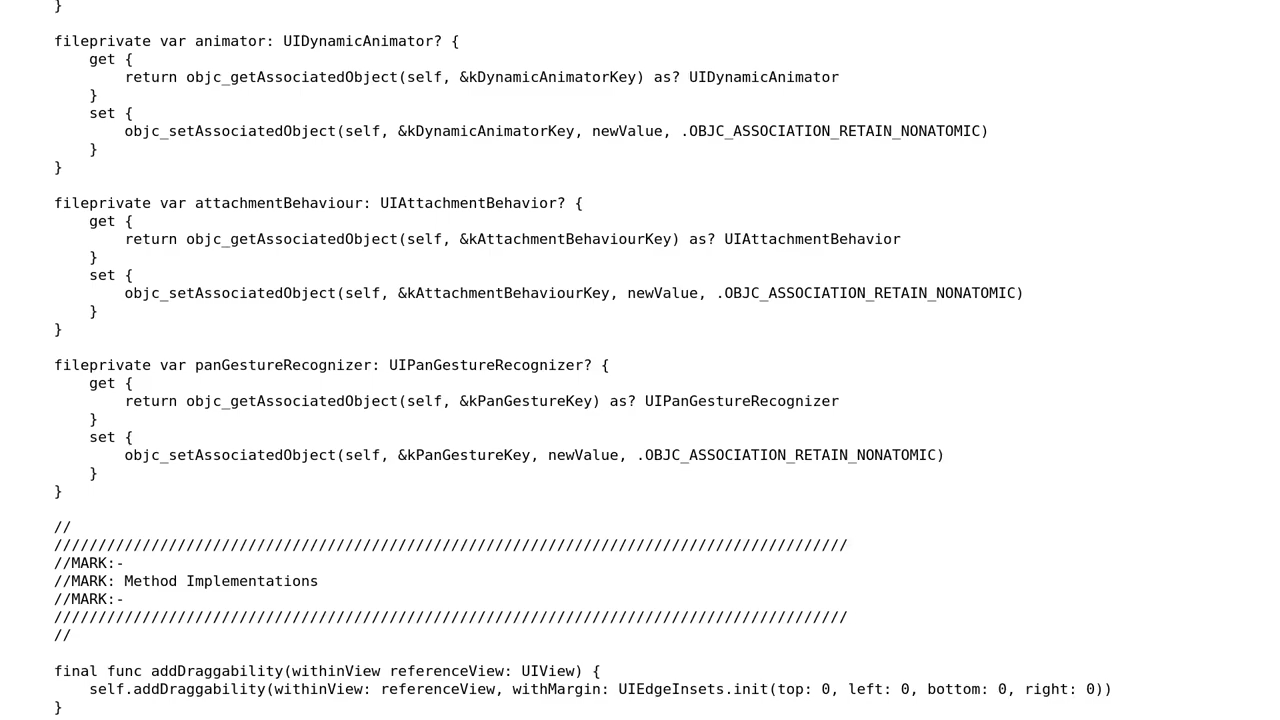 }
fileprivate var animator: UIDynamicAnimator? {
get {
return objc_getAssociatedObject(self, &kDynamicAnimatorKey) as? UIDynamicAnimator
}
set {
objc_setAssociatedObject(self, &kDynamicAnimatorKey, newValue, .OBJC_ASSOCIATION_RETAIN_NONATOMIC)
}
}
fileprivate var attachmentBehaviour: UIAttachmentBehavior? {
get {
return objc_getAssociatedObject(self, &kAttachmentBehaviourKey) as? UIAttachmentBehavior
}
set {
objc_setAssociatedObject(self, &kAttachmentBehaviourKey, newValue, .OBJC_ASSOCIATION_RETAIN_NONATOMIC)
}
}
fileprivate var panGestureRecognizer: UIPanGestureRecognizer? {
get {
return objc_getAssociatedObject(self, &kPanGestureKey) as? UIPanGestureRecognizer
}
set {
objc_setAssociatedObject(self, &kPanGestureKey, newValue, .OBJC_ASSOCIATION_RETAIN_NONATOMIC)
}
}
//
//////////////////////////////////////////////////////////////////////////////////////////
//MARK:-
//MARK: Method Implementations
//MARK:-
//////////////////////////////////////////////////////////////////////////////////////////
//
final func addDraggability(withinView referenceView: UIView) {
self.addDraggability(withinView: referenceView, withMargin: UIEdgeInsets.init(top: 0, left: 0, bottom: 0, right: 0))
}